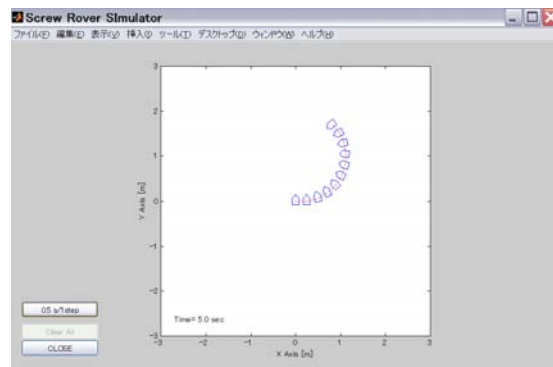 Screw Rover SImulator
ファイル(F) 編集(E) 表示(V) 挿入(I) ツール(T) デスクトップ(D) ウィンドウ(W) ヘルプ(H)
3
2
1
0
-1
-2
-3
Y Axis [m]
Time= 5.0 sec
-3 -2 -1 0 1 2 3
X Axis [m]
0.5 s/1step
Clear All
CLOSE